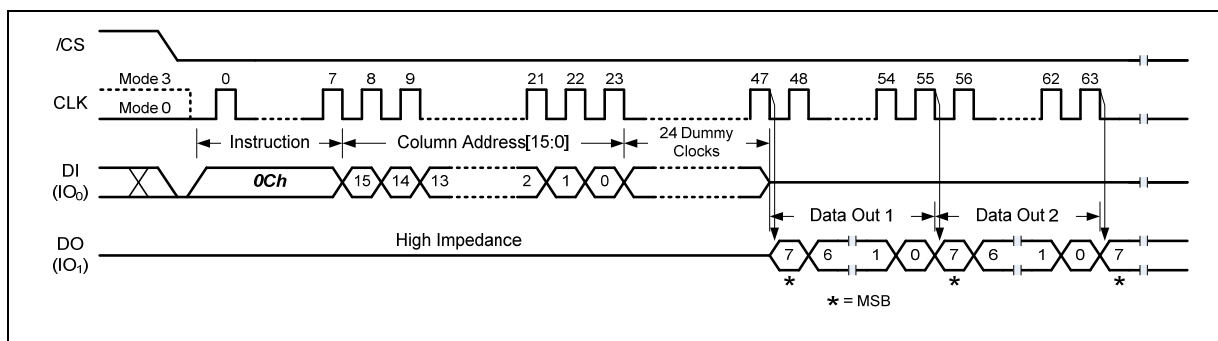 /CS
Mode 3 0 7 8 9 21 22 23 47 48 54 55 56 62 63
CLK
Mode 0
Instruction Column Address[15:0] 24 Dummy Clocks
DI
(IO₀)
0Ch 15 14 13 2 1 0
Data Out 1 Data Out 2
High Impedance
DO
(IO₁)
7 6 1 0 7 6 1 0 7
* * *
* = MSB